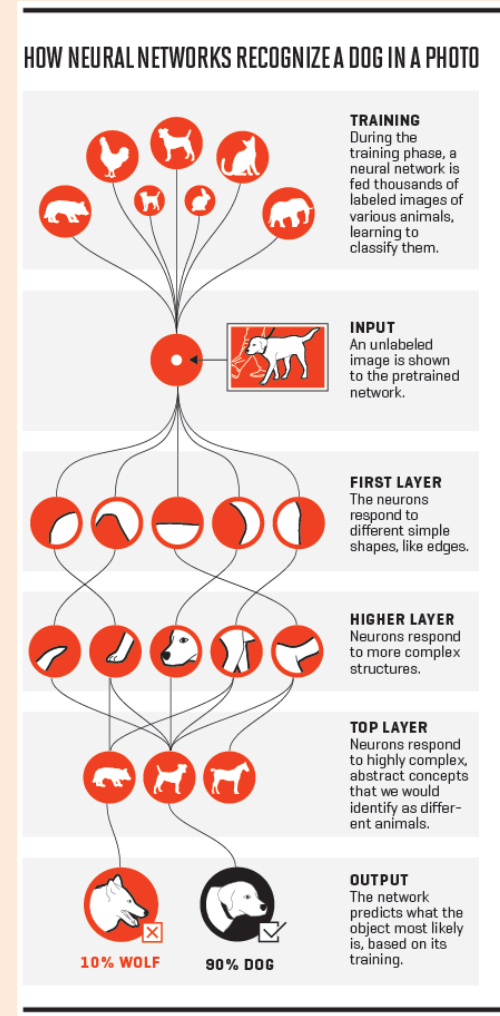 HOW NEURAL NETWORKS RECOGNIZE A DOG IN A PHOTO
TRAINING
During the
training phase, a
neural network is
fed thousands of
labeled images of
various animals,
learning to
classify them.
INPUT
An unlabeled
image is shown
to the pretrained
network.
FIRST LAYER
The neurons
respond to
different simple
shapes, like edges.
HIGHER LAYER
Neurons respond
to more complex
structures.
TOP LAYER
Neurons respond
to highly complex,
abstract concepts
that we would
identify as differ-
ent animals.
OUTPUT
The network
predicts what the
object most likely
is, based on its
training.
10% WOLF
90% DOG